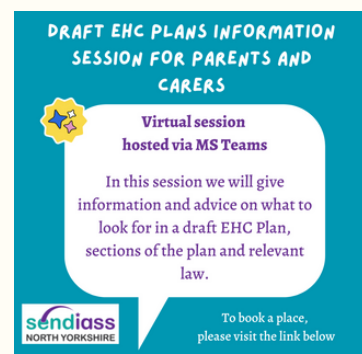 DRAFT EHC PLANS INFORMATION
SESSION FOR PARENTS AND
CARERS
Virtual session
hosted via MS Teams
In this session we will give
information and advice on what to
look for in a draft EHC Plan,
sections of the plan and relevant
law.
sendiass
NORTH YORKSHIRE
To book a place,
please visit the link below